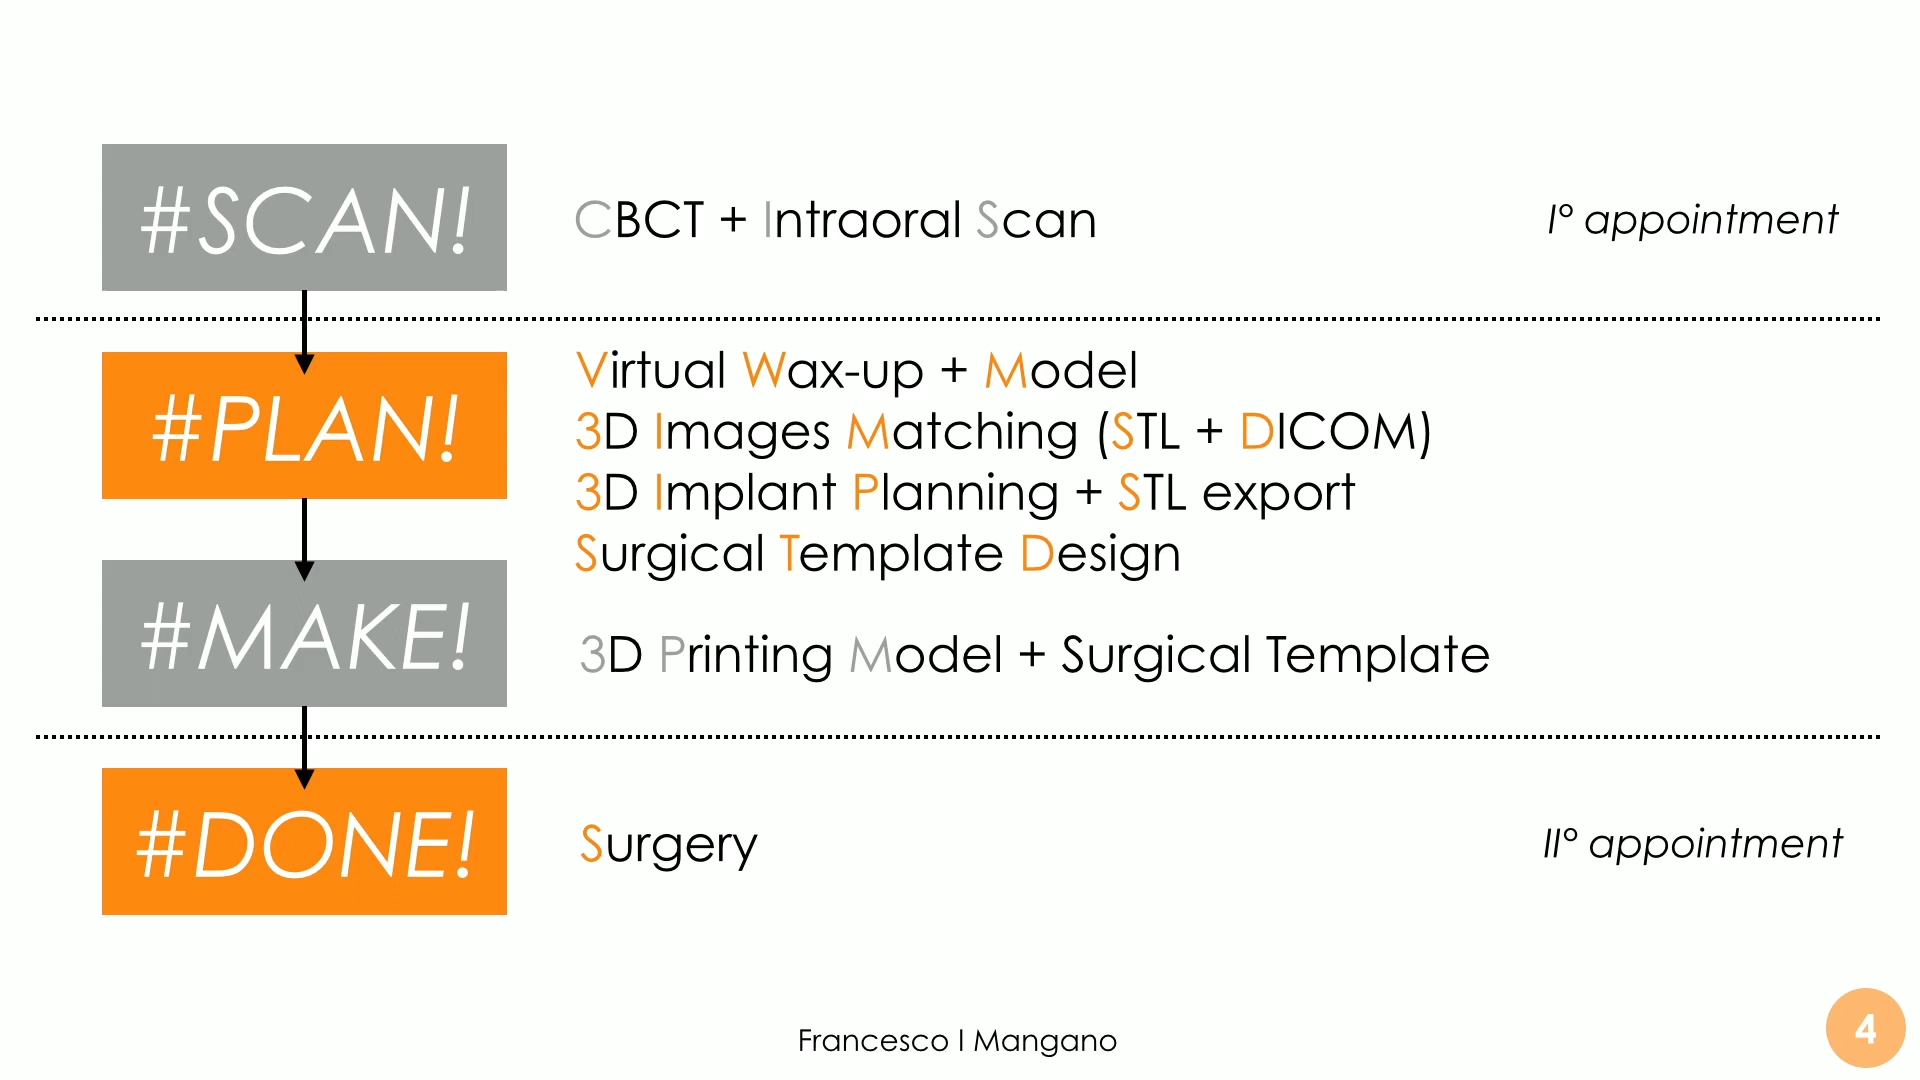 #SCAN!
CBCT + Intraoral Scan
I° appointment
#PLAN!
Virtual Wax-up + Model
3D Images Matching (STL + DICOM)
3D Implant Planning + STL export
Surgical Template Design
#MAKE!
3D Printing Model + Surgical Template
#DONE!
Surgery
II° appointment
Francesco I Mangano
4